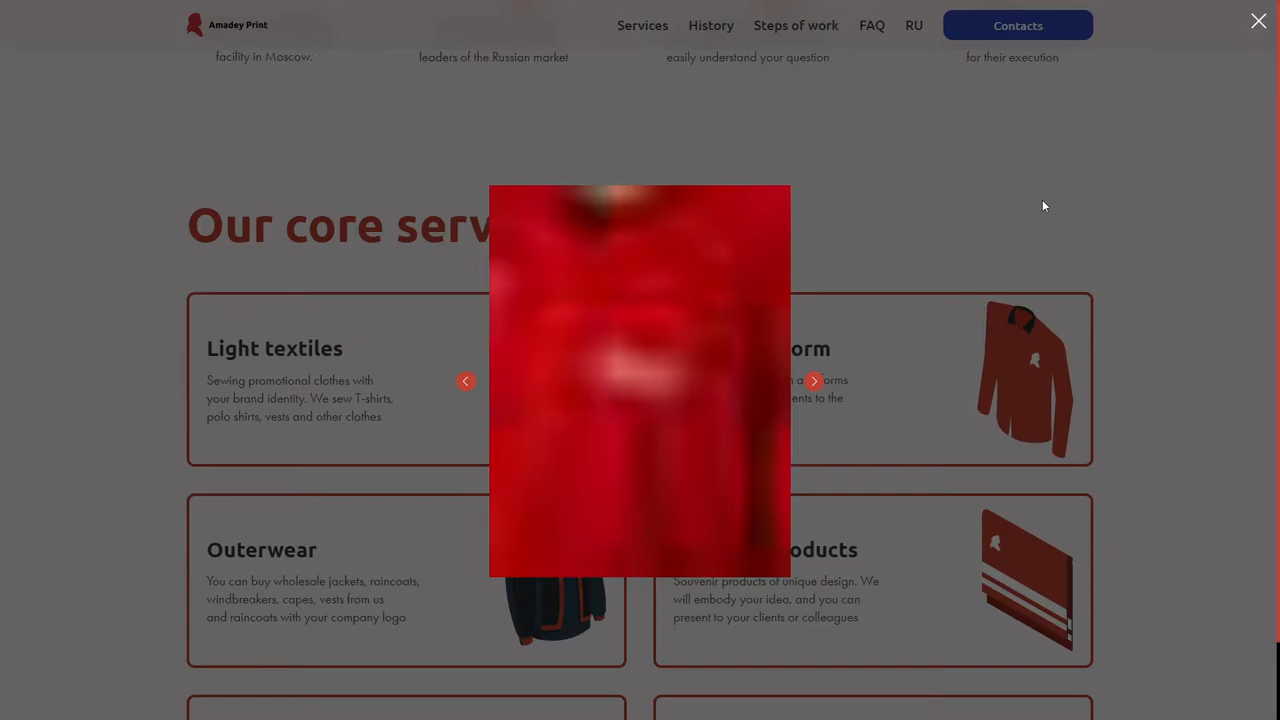 Amadey Print
Services
History
Steps of work
FAQ
RU
Contacts
facility in Moscow.
leaders of the Russian market
easily understand your question
for their execution
Our core serv
Light textiles
Sewing promotional clothes with
your brand identity. We sew T-shirts,
polo shirts, vests and other clothes
orm
orms
ents to the
Outerwear
You can buy wholesale jackets, raincoats,
windbreakers, capes, vests from us
and raincoats with your company logo
oducts
Souvenir products of unique design. We
will embody your idea, and you can
present to your clients or colleagues